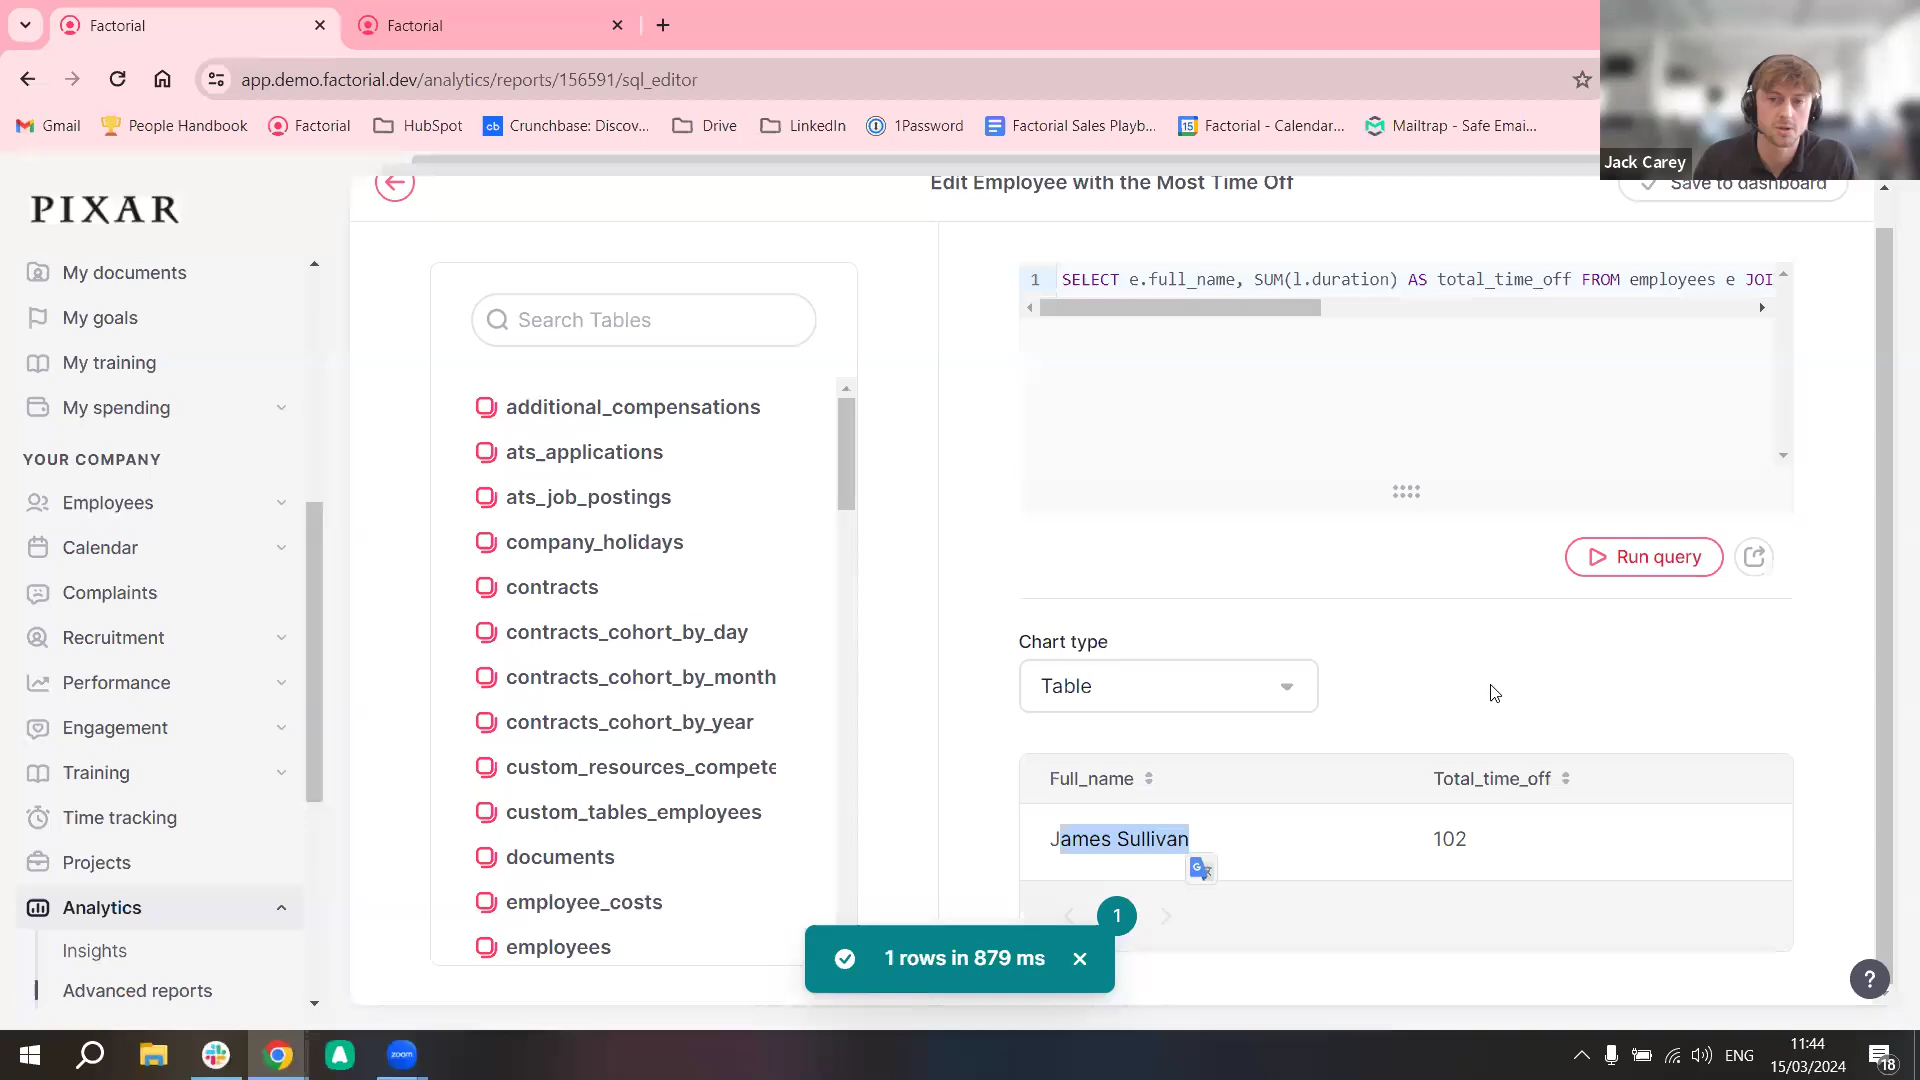 Factorial
Factorial
app.demo.factorial.dev/analytics/reports/156591/sql_editor
Gmail
People Handbook
Factorial
HubSpot
cb
Crunchbase: Discov...
Drive
LinkedIn
1Password
Factorial Sales Playb...
15
Factorial - Calendar...
Mailtrap - Safe Emai...
Jack Carey
PIXAR
My documents
My goals
My training
My spending
YOUR COMPANY
Employees
Calendar
Complaints
Recruitment
Performance
Engagement
Training
Time tracking
Projects
Analytics
Insights
Advanced reports
Edit Employee with the Most Time Off
Save to dashboard
Search Tables
additional_compensations
ats_applications
ats_job_postings
company_holidays
contracts
contracts_cohort_by_day
contracts_cohort_by_month
contracts_cohort_by_year
custom_resources_compete
custom_tables_employees
documents
employee_costs
employees
1 SELECT e.full_name, SUM(l.duration) AS total_time_off FROM employees e JOI
Run query
Chart type
Table
Full_name Total_time_off
James Sullivan 102
1
1 rows in 879 ms
?
zoom
ENG
11:44
15/03/2024
18